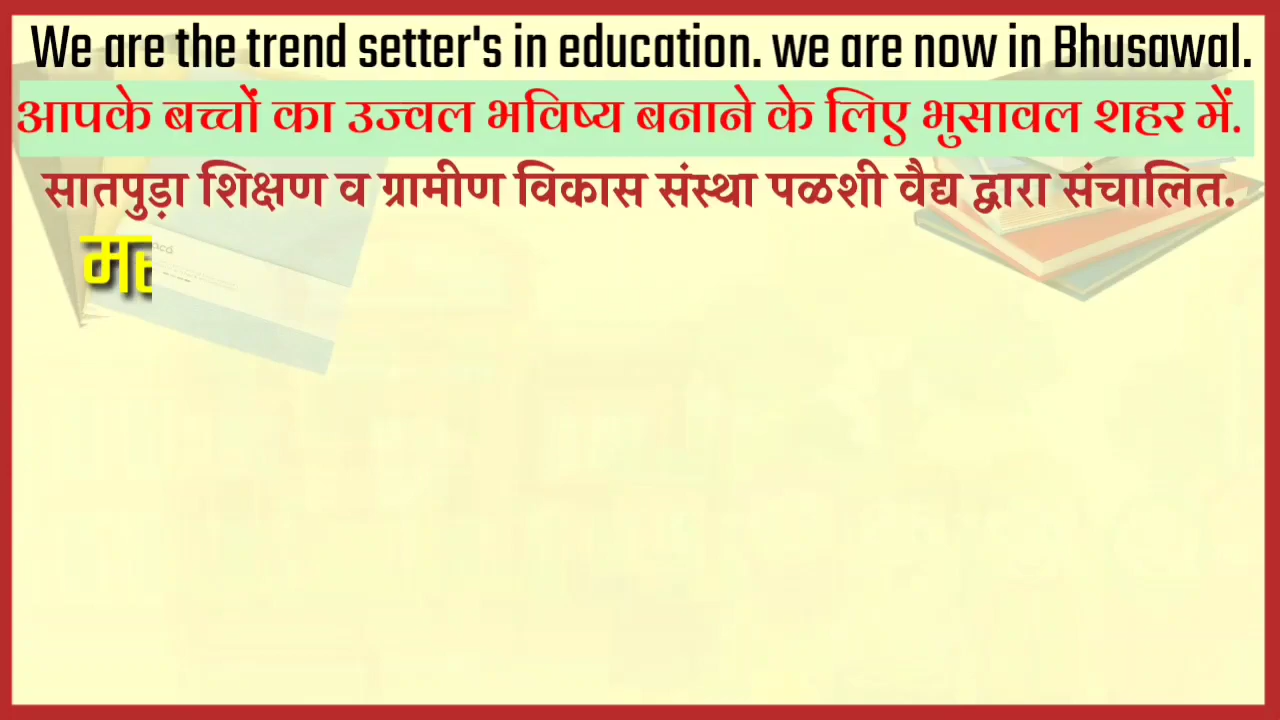 We are the trend setter's in education. we are now in Bhusawal.
आपके बच्चों का उज्वल भविष्य बनाने के लिए भुसावल शहर में.
सातपुड़ा शिक्षण व ग्रामीण विकास संस्था पळशी वैद्य द्वारा संचालित.